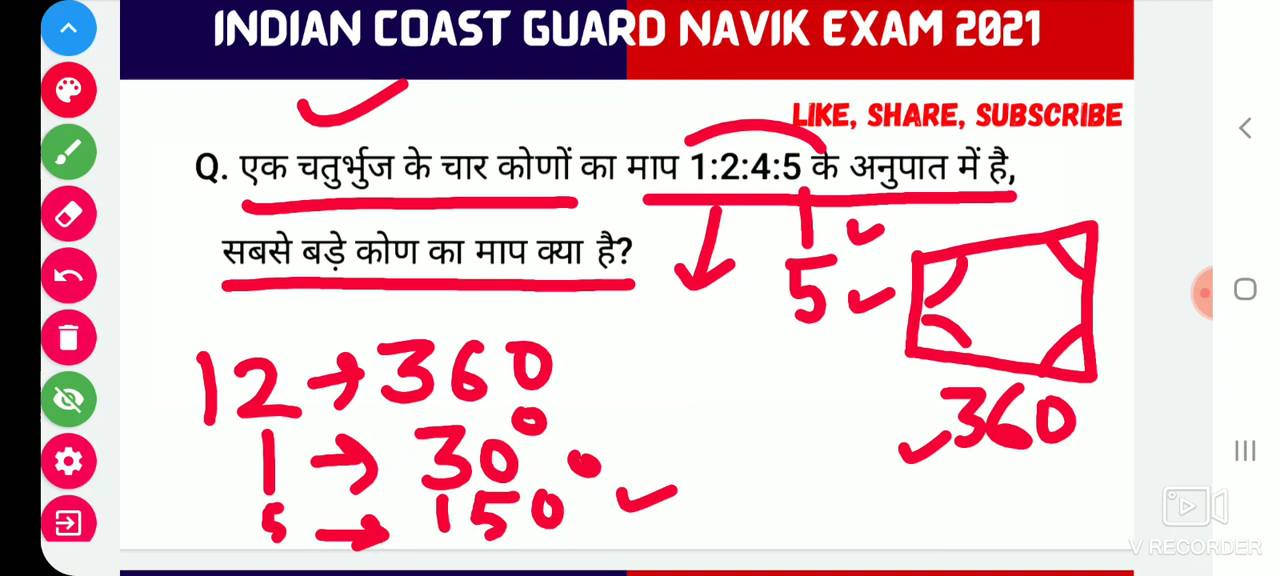 INDIAN COAST GUARD NAVIK EXAM 2021
LIKE, SHARE, SUBSCRIBE
Q. एक चतुर्भुज के चार कोणों का माप 1:2:4:5 के अनुपात में है,
सबसे बड़े कोण का माप क्या है?
5
12 → 360
360
1 → 30°
5 → 150°
V RECORDER